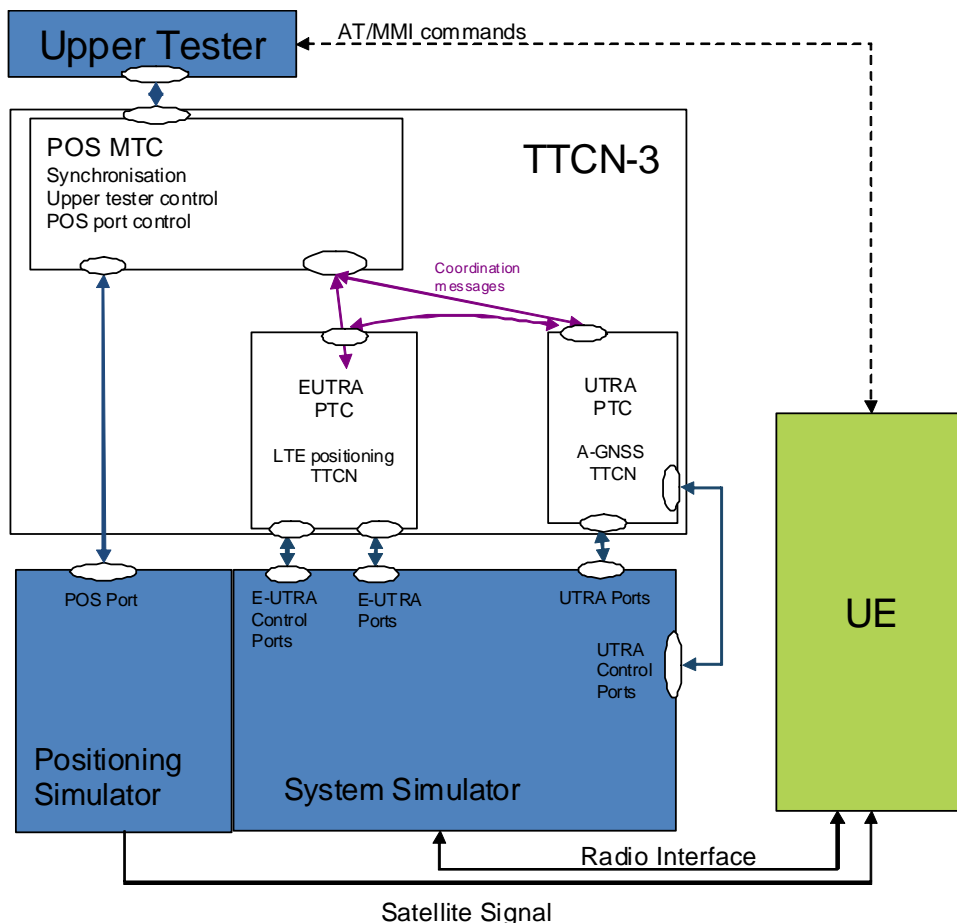 Upper Tester
AT/MMI commands
POS MTC
Synchronisation
Upper tester control
POS port control
TTCN-3
Coordination
messages
EUTRA
PTC
LTE positioning
TTCN
UTRA
PTC
A-GNSS
TTCN
POS Port
E-UTRA
Control
Ports
E-UTRA
Ports
UTRA Ports
UTRA
Control
Ports
UE
Positioning
Simulator
System Simulator
Radio Interface
Satellite Signal